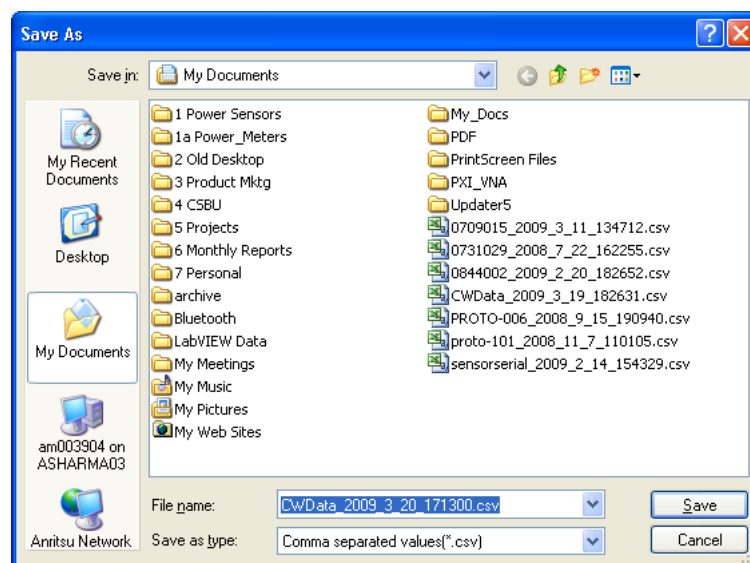 Save As
Save in:
My Documents
My Recent
Documents
Desktop
My Documents
am003904 on
ASHARMA03
Anritsu Network
1 Power Sensors
1a Power_Meters
2 Old Desktop
3 Product Mktg
4 CSBU
5 Projects
6 Monthly Reports
7 Personal
archive
Bluetooth
LabVIEW Data
My Meetings
My Music
My Pictures
My Web Sites
My_Docs
PDF
PrintScreen Files
PXI_VNA
Updater5
0709015_2009_3_11_134712.csv
0731029_2008_7_22_162255.csv
0844002_2009_2_20_182652.csv
CWData_2009_3_19_182631.csv
PROTO-006_2008_9_15_190940.csv
proto-101_2008_11_7_110105.csv
sensorserial_2009_2_14_154329.csv
File name:
CWData_2009_3_20_171300.csv
Save
Save as type:
Comma separated values(*.csv)
Cancel